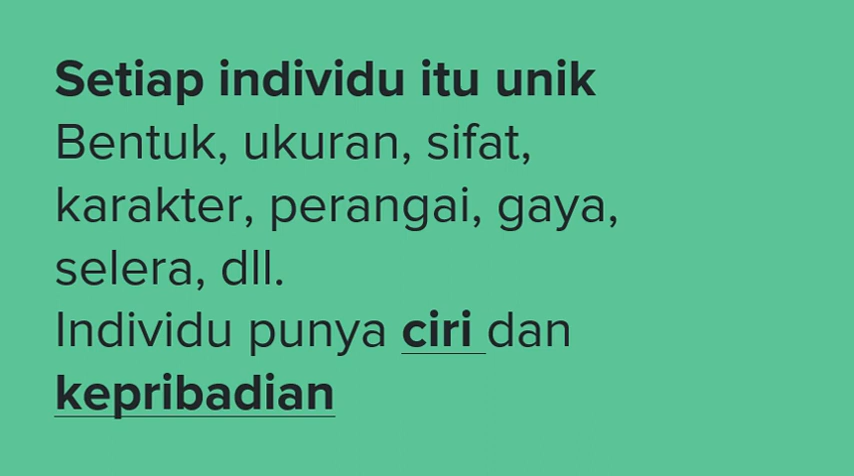 Setiap individu itu unik
Bentuk, ukuran, sifat,
karakter, perangai, gaya,
selera, dll.
Individu punya ciri dan
kepribadian